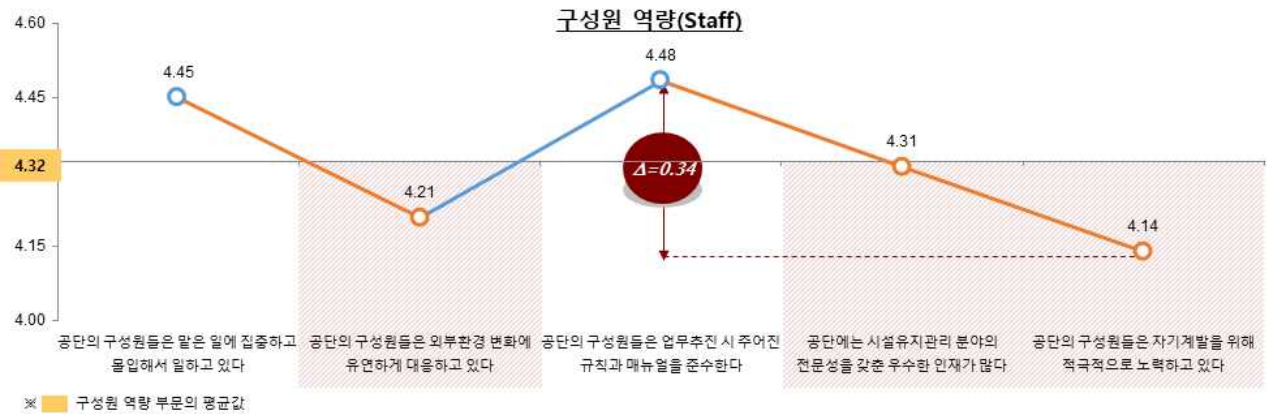 구성원 역량(Staff)
4.60
4.48
4.45
4.45
4.32
4.31
Δ=0.34
4.21
4.15
4.14
4.00
공단의 구성원들은 맡은 일에 집중하고
몰입해서 일하고 있다
공단의 구성원들은 외부환경 변화에
유연하게 대응하고 있다
공단의 구성원들은 업무추진 시 주어진
규칙과 매뉴얼을 준수한다
공단에는 시설유지관리 분야의
전문성을 갖춘 우수한 인재가 많다
공단의 구성원들은 자기계발을 위해
적극적으로 노력하고 있다
※ 구성원 역량 부문의 평균값